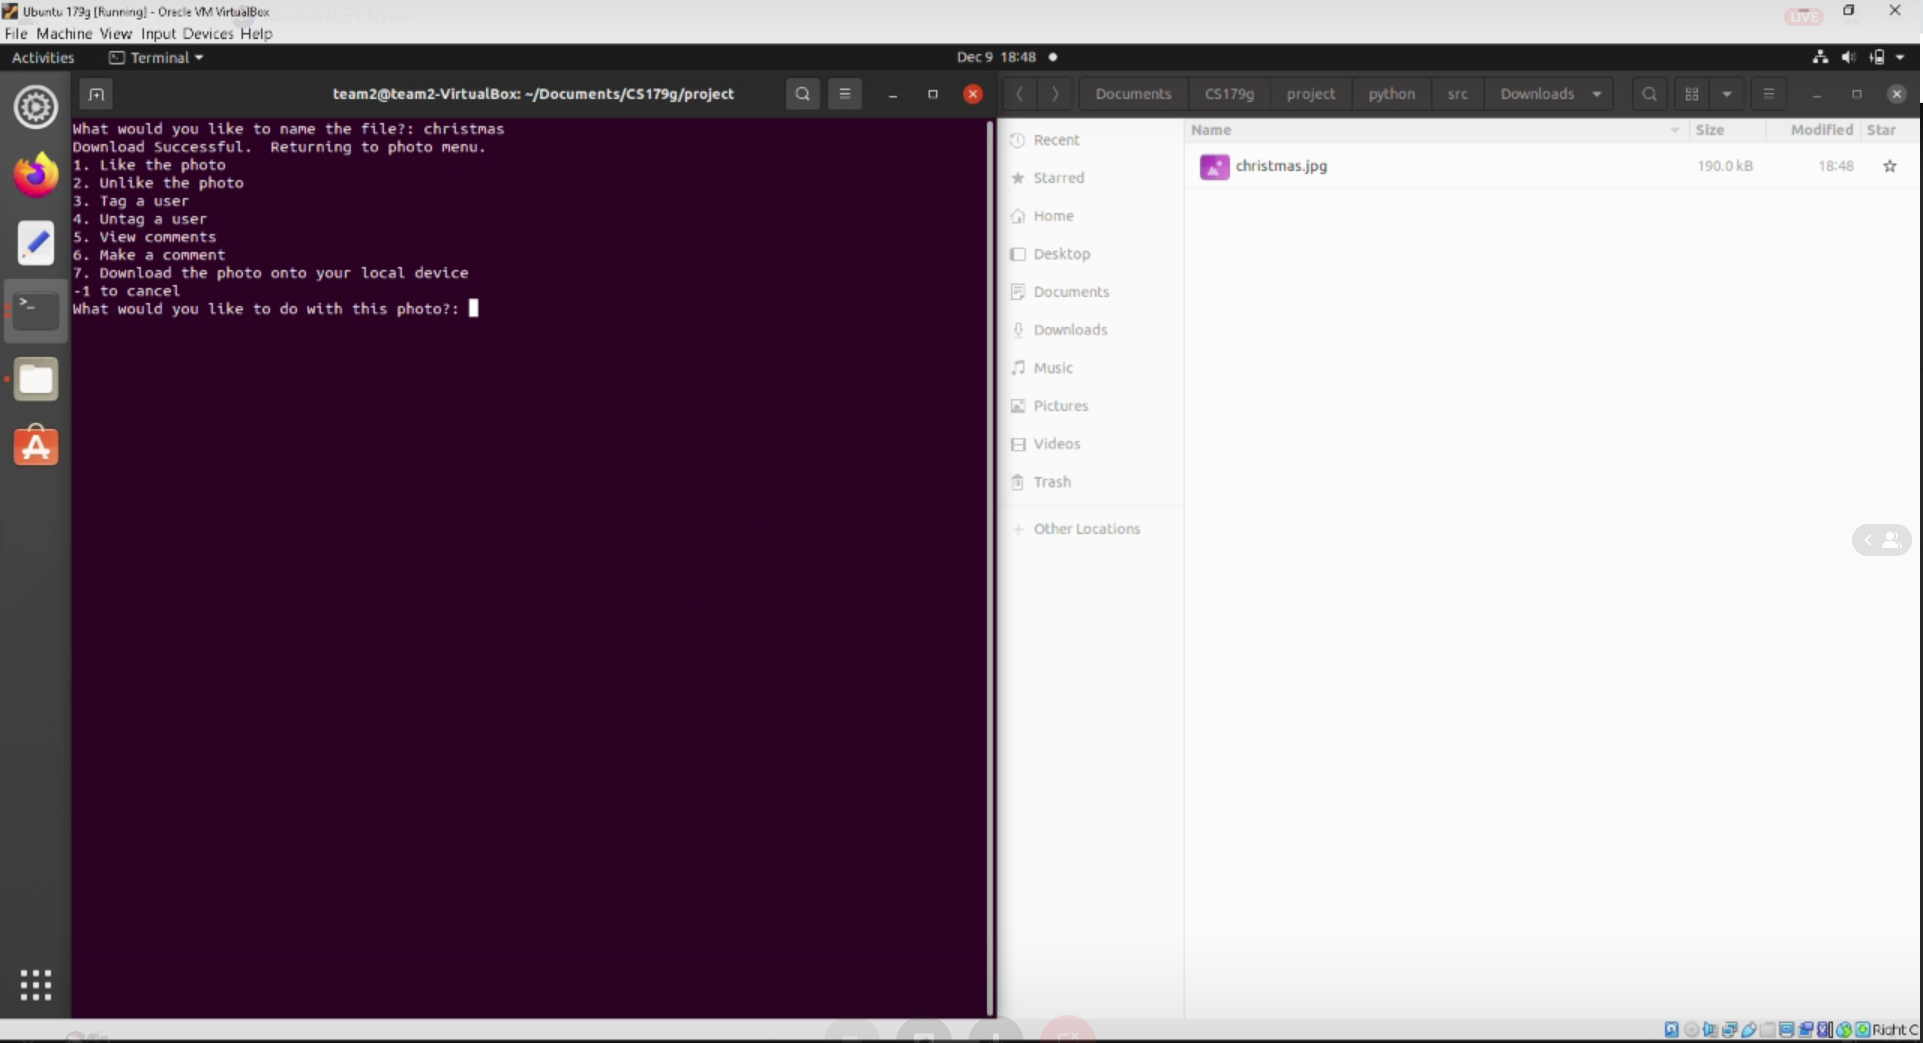 Ubuntu 179g [Running] - Oracle VM VirtualBox
LIVE
File Machine View Input Devices Help
Activities Terminal Dec 9 18:48
team2@team2-VirtualBox: ~/Documents/CS179g/project
Documents CS179g project python src Downloads
What would you like to name the file?: christmas
Download Successful.  Returning to photo menu.
1. Like the photo
2. Unlike the photo
3. Tag a user
4. Untag a user
5. View comments
6. Make a comment
7. Download the photo onto your local device
-1 to cancel
What would you like to do with this photo?:
Recent
Starred
Home
Desktop
Documents
Downloads
Music
Pictures
Videos
Trash
Other Locations
Name Size Modified Star
christmas.jpg 190.0 kB 18:48
Right C